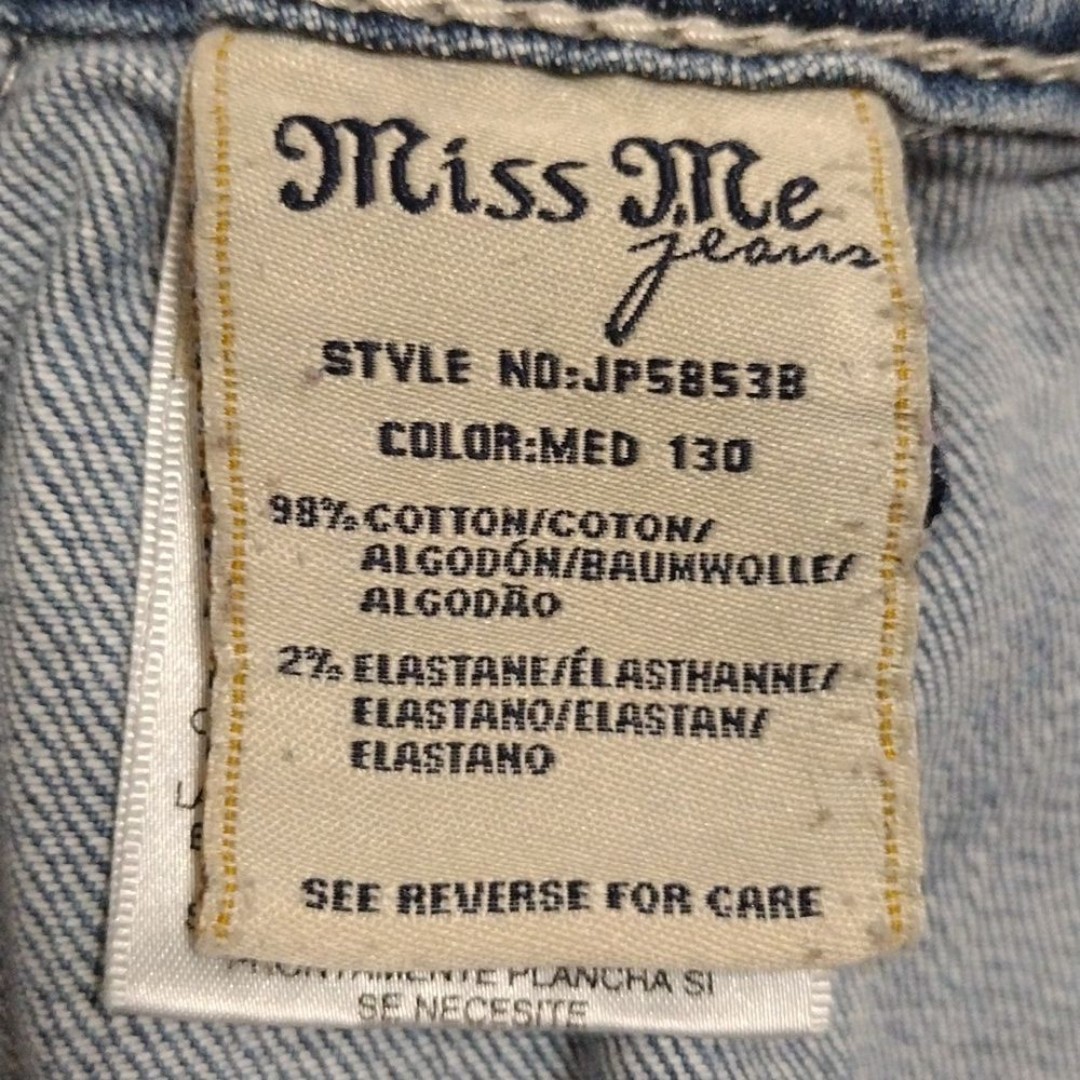 Miss Me
jeans
STYLE NO:JP5853B
COLOR:MED 130
98% COTTON/COTON/
ALGODÓN/BAUMWOLLE/
ALGODÃO
2% ELASTANE/ÉLASTHANNE/
ELASTANO/ELASTAN/
ELASTANO
SEE REVERSE FOR CARE
PLANCHA SI
SE NECESITE